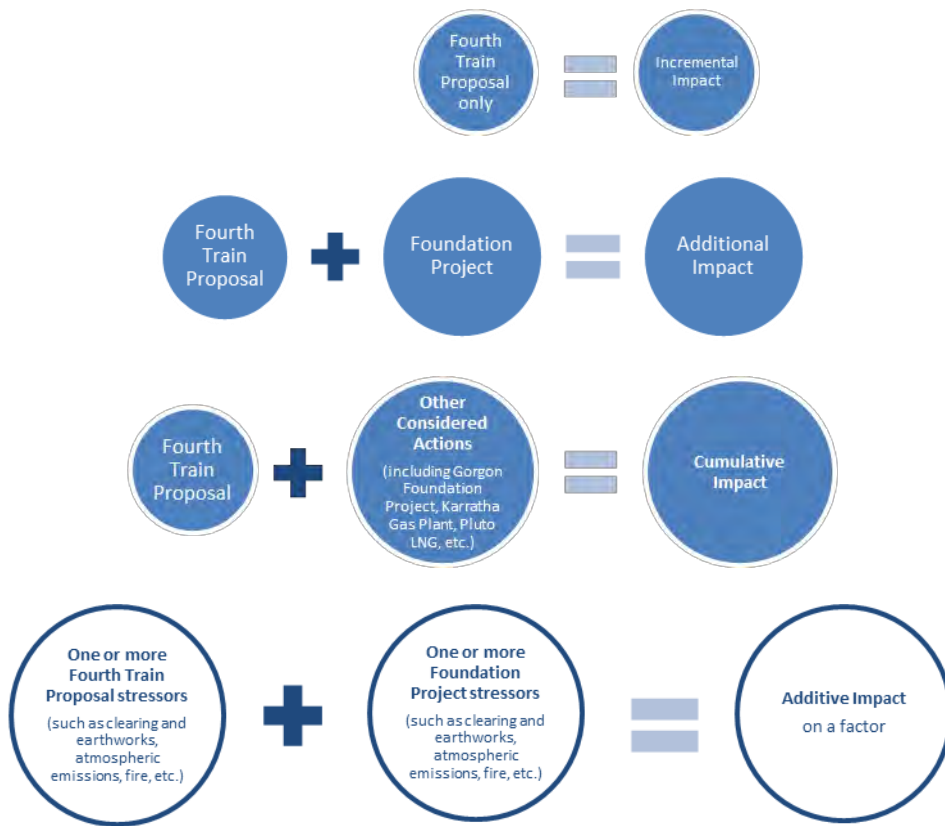 Fourth
Train
Proposal
only
Incremental
Impact
Fourth
Train
Proposal
Foundation
Project
Additional
Impact
Fourth
Train
Proposal
Other
Considered
Actions
(including Gorgon
Foundation
Project, Karratha
Gas Plant, Pluto
LNG, etc.)
Cumulative
Impact
One or more
Fourth Train
Proposal stressors
(such as clearing and
earthworks,
atmospheric
emissions, fire, etc.)
One or more
Foundation
Project stressors
(such as clearing and
earthworks,
atmospheric
emissions, fire, etc.)
Additive Impact
on a factor